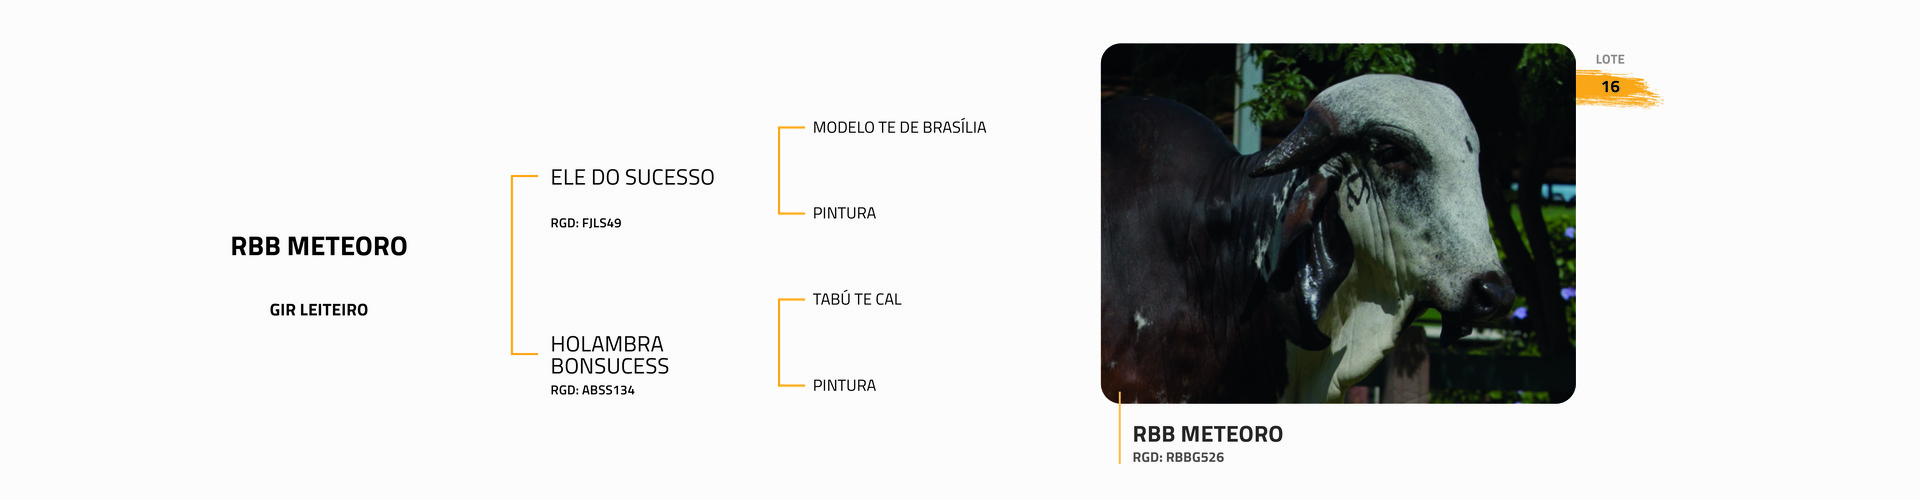 RBB METEORO
GIR LEITEIRO
ELE DO SUCESSO
RGD: FJLS49
HOLAMBRA
BONSUCESS
RGD: ABSS134
MODELO TE DE BRASÍLIA
PINTURA
TABÚ TE CAL
PINTURA
LOTE
16
RBB METEORO
RGD: RBBG526